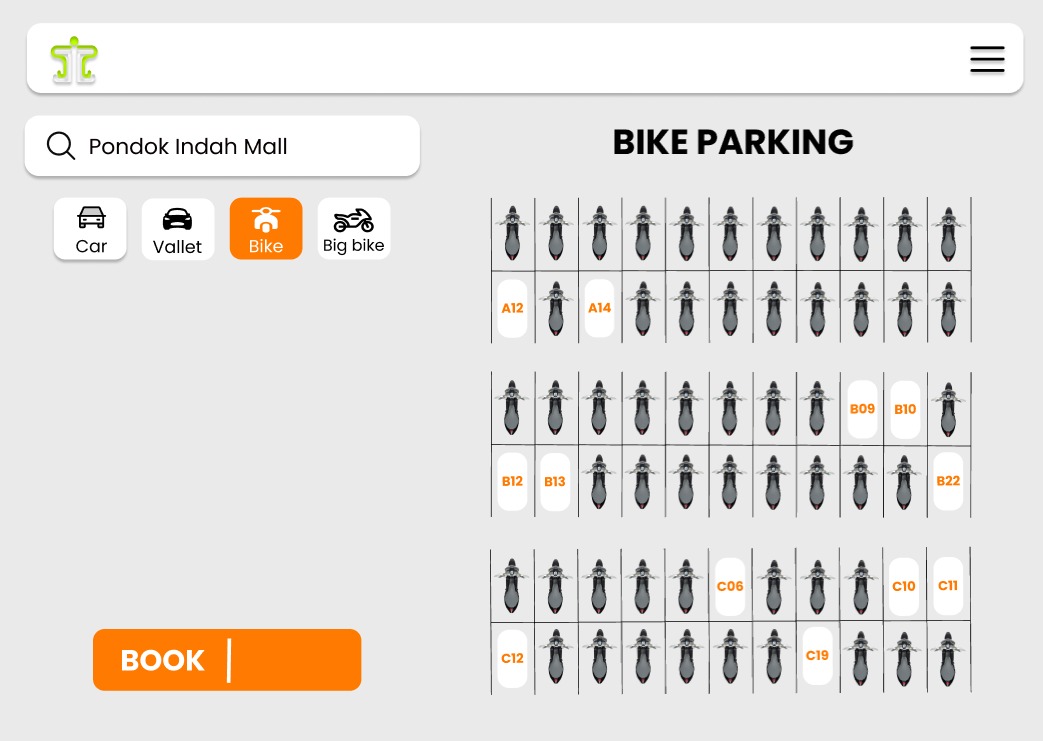 Pondok Indah Mall
BIKE PARKING
Car
Vallet
Bike
Big bike
A12
A14
B09
B10
B12
B13
B22
C06
C10
C11
C12
C19
BOOK